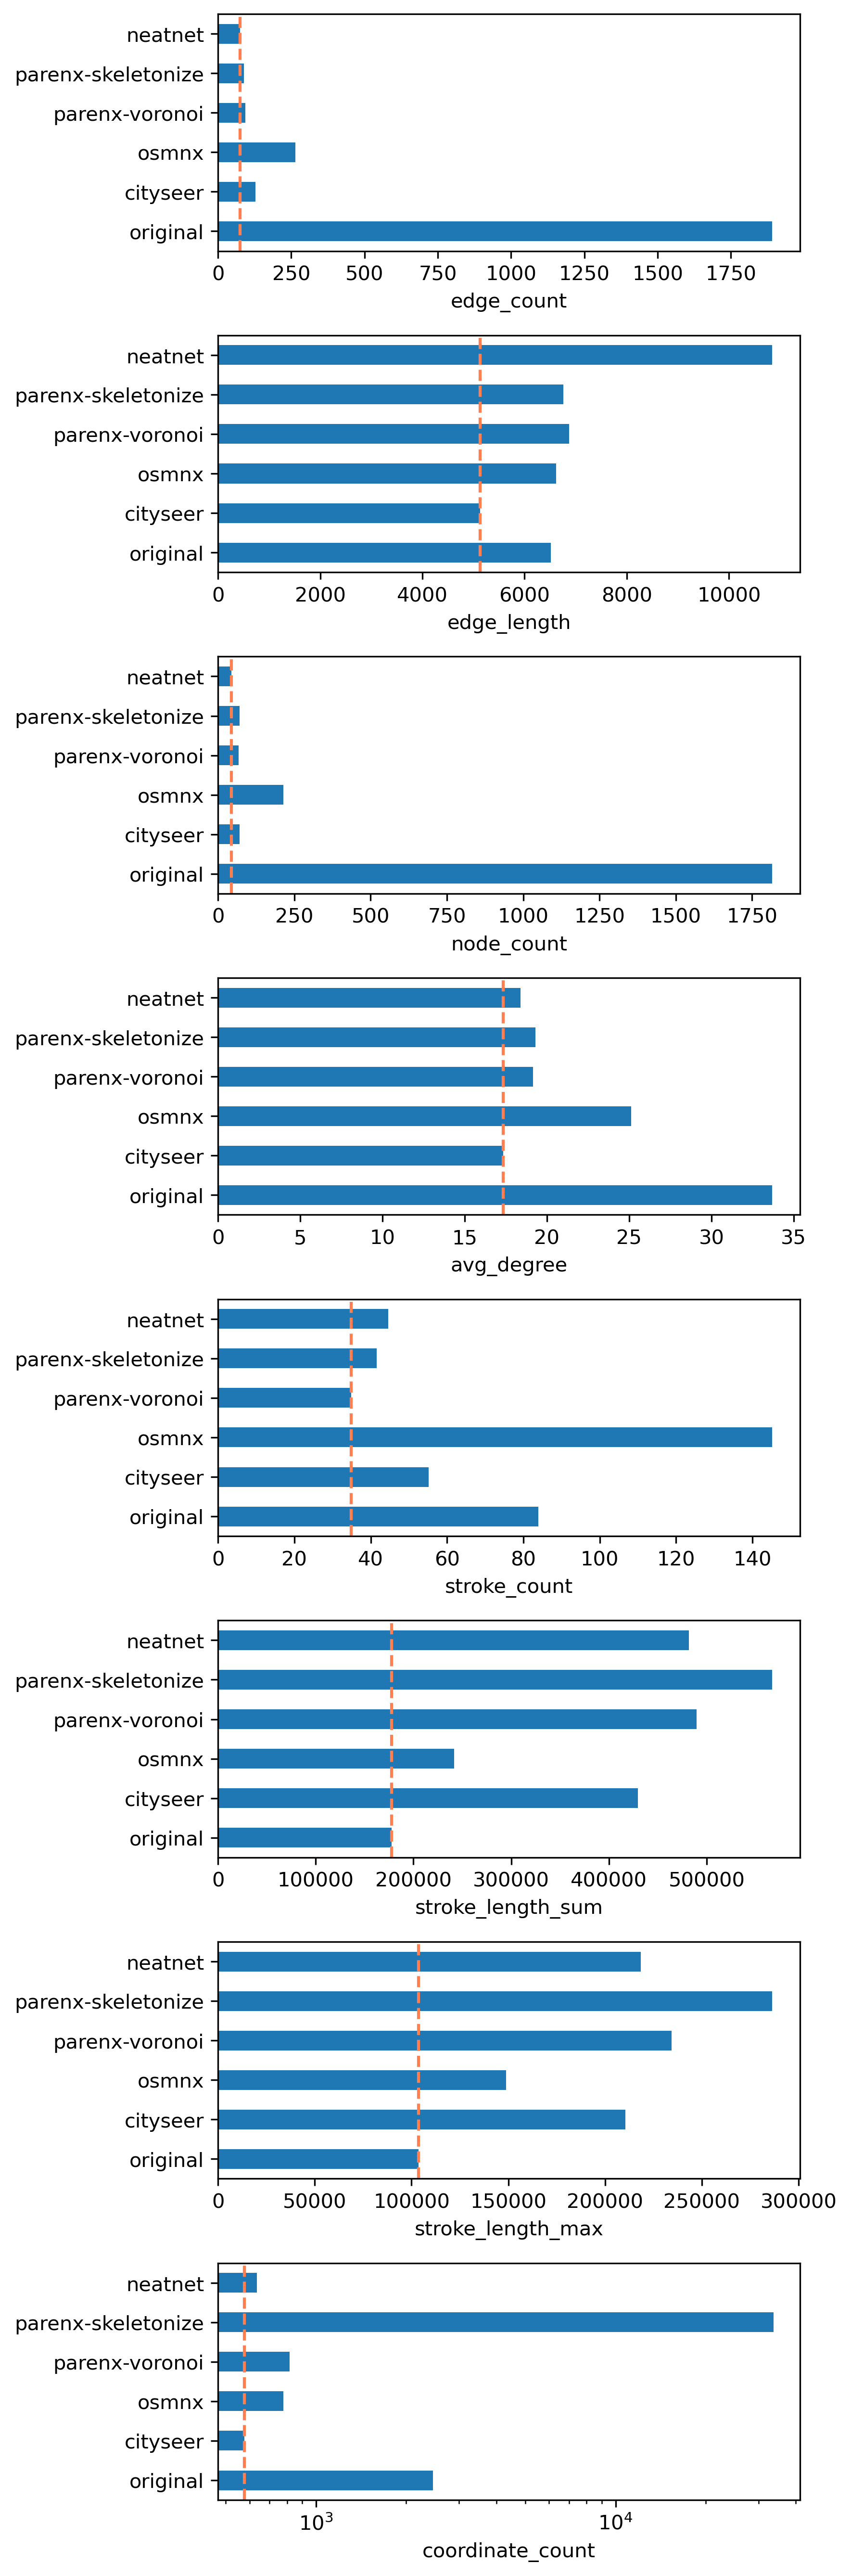 neatnet
parenx-skeletonize
parenx-voronoi
osmnx
cityseer
original
0 250 500 750 1000 1250 1500 1750
edge_count
neatnet
parenx-skeletonize
parenx-voronoi
osmnx
cityseer
original
0 2000 4000 6000 8000 10000
edge_length
neatnet
parenx-skeletonize
parenx-voronoi
osmnx
cityseer
original
0 250 500 750 1000 1250 1500 1750
node_count
neatnet
parenx-skeletonize
parenx-voronoi
osmnx
cityseer
original
0 5 10 15 20 25 30 35
avg_degree
neatnet
parenx-skeletonize
parenx-voronoi
osmnx
cityseer
original
0 20 40 60 80 100 120 140
stroke_count
neatnet
parenx-skeletonize
parenx-voronoi
osmnx
cityseer
original
0 100000 200000 300000 400000 500000
stroke_length_sum
neatnet
parenx-skeletonize
parenx-voronoi
osmnx
cityseer
original
0 50000 100000 150000 200000 250000 300000
stroke_length_max
neatnet
parenx-skeletonize
parenx-voronoi
osmnx
cityseer
original
10³ 10⁴
coordinate_count